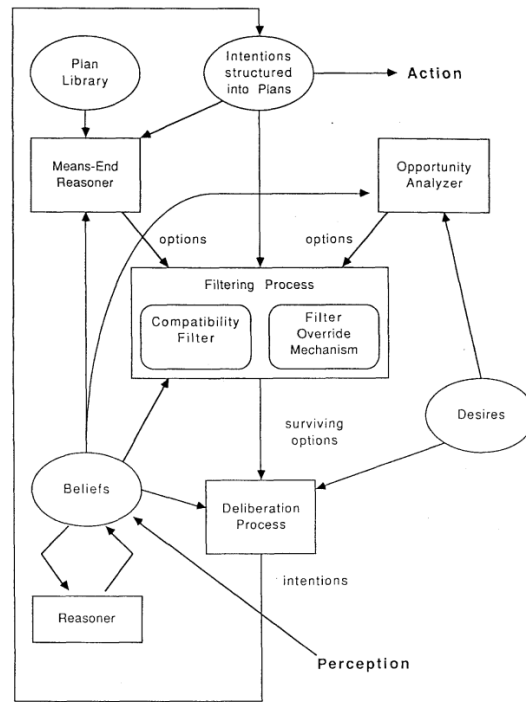 Plan
Library
Intentions
structured
into Plans
Action
Means-End
Reasoner
Opportunity
Analyzer
options
options
Filtering Process
Compatibility
Filter
Filter
Override
Mechanism
surviving
options
Desires
Beliefs
Deliberation
Process
intentions
Reasoner
Perception